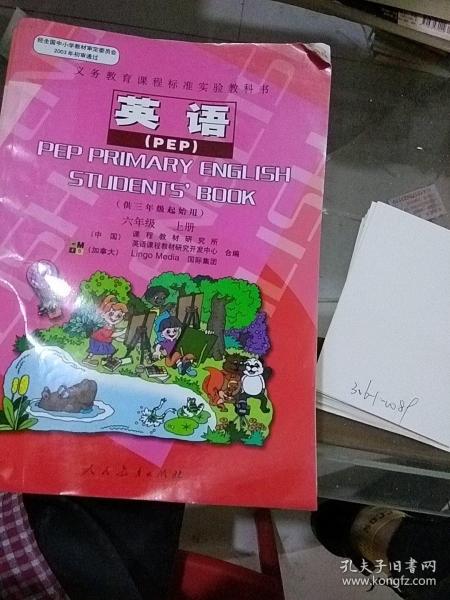 经全国中小学教材审定委员会
2003年初审通过
义务教育课程标准实验教科书
英语
(PEP)
PEP PRIMARY ENGLISH
STUDENTS' BOOK
(供三年级起始用)
六年级 上册
(中国) 课程教材研究所
英语课程教材研究开发中心 合编
(加拿大) Lingo Media 国际集团
人民教育出版社
孔夫子旧书网
www.kongfz.com